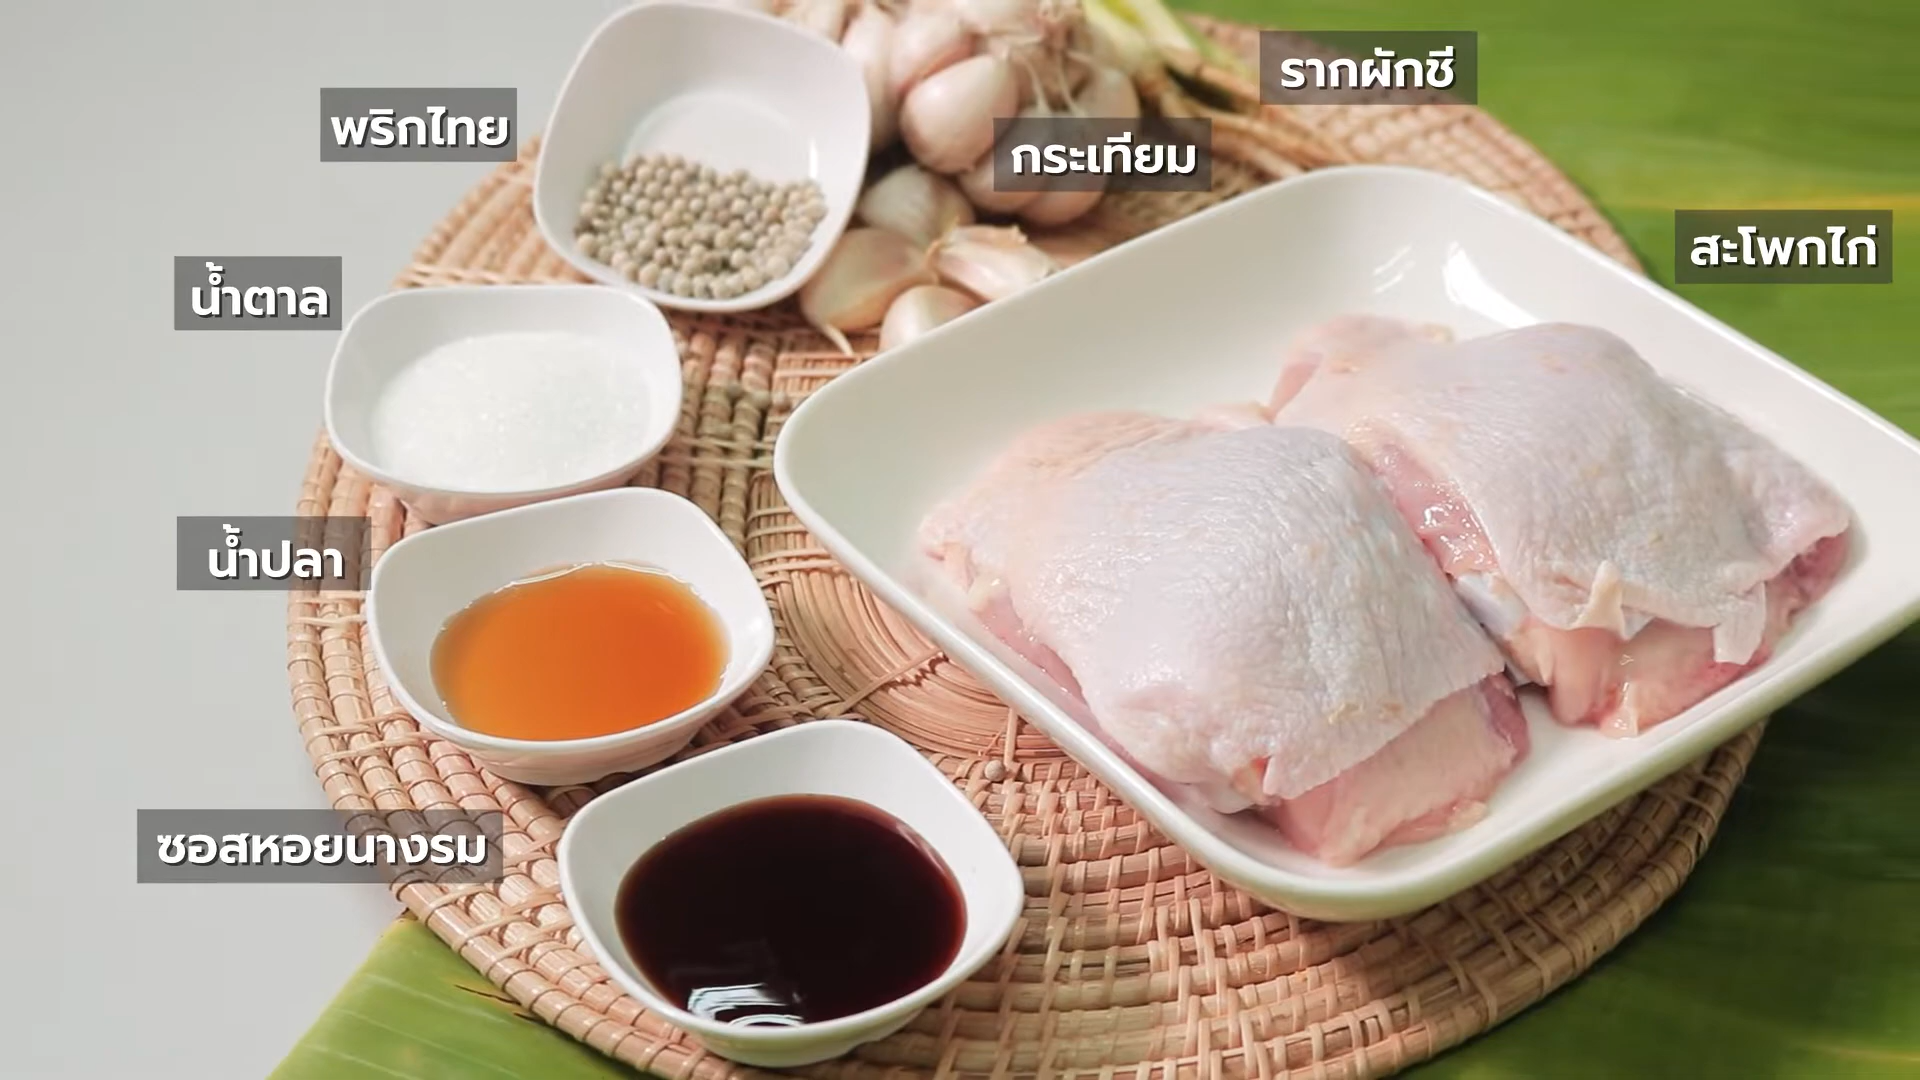 รากผักชี
พริกไทย
กระเทียม
สะโพกไก่
น้ำตาล
น้ำปลา
ซอสหอยนางรม